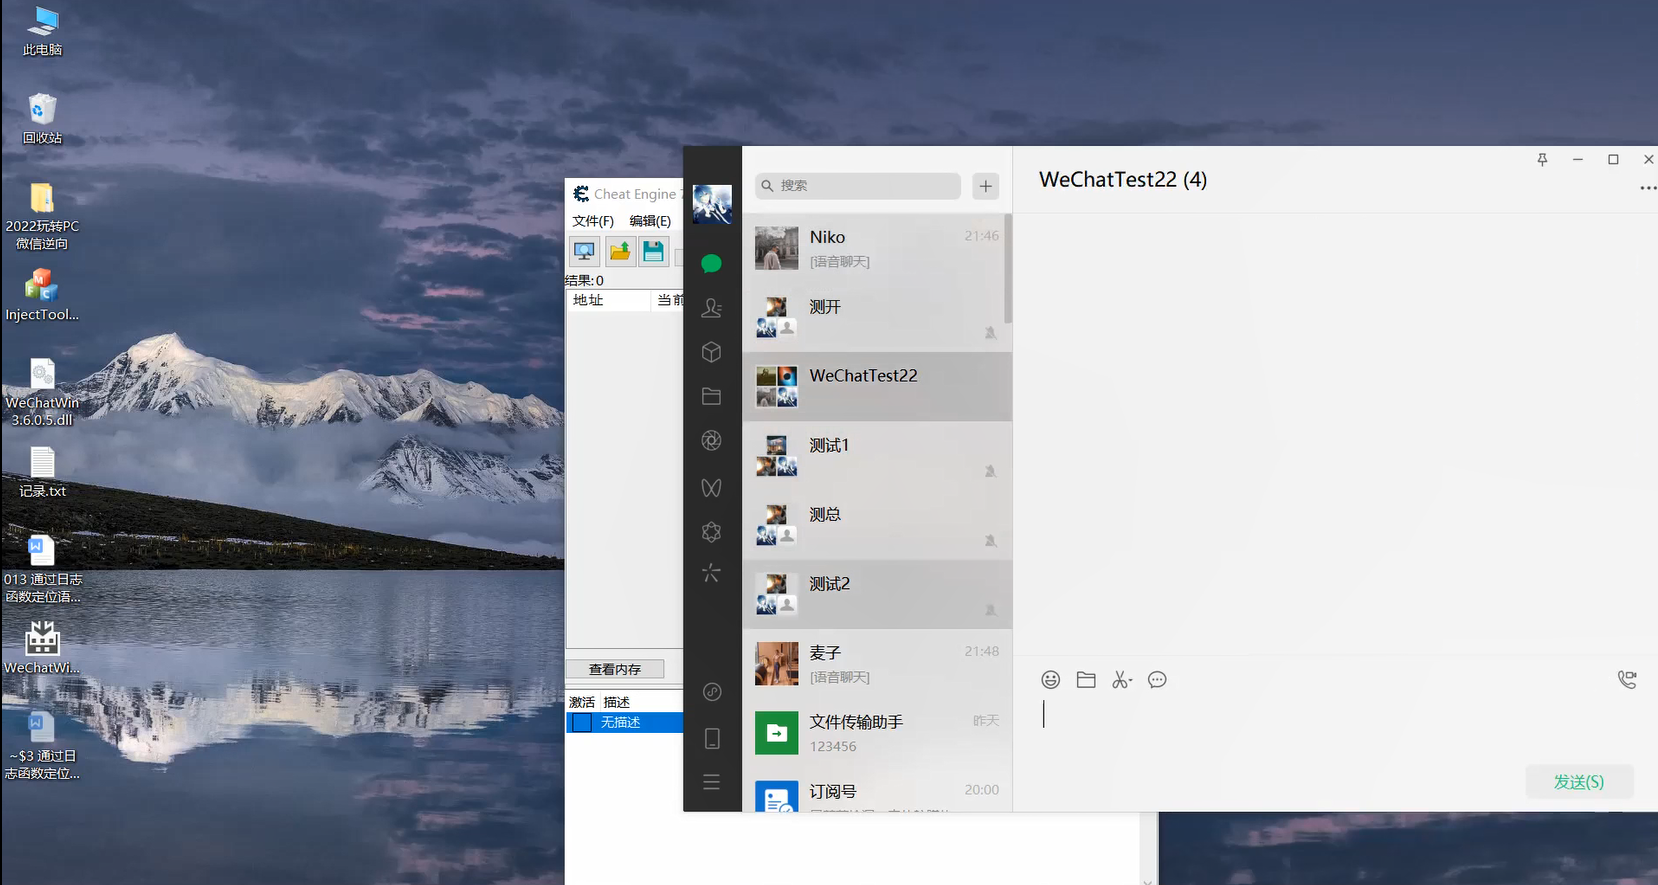 此电脑
回收站
2022玩转PC
微信逆向
InjectTool...
WeChatWin
3.6.0.5.dll
记录.txt
013 通过日志
函数定位语...
WeChatWi...
~$3 通过日
志函数定位...
Cheat Engine 7
文件(F) 编辑(E)
结果:0
地址 当前
查看内存
激活 描述
无描述
搜索
Niko 21:46
[语音聊天]
测开
WeChatTest22
测试1
测总
测试2
麦子 21:48
[语音聊天]
文件传输助手 昨天
123456
订阅号 20:00
WeChatTest22 (4)
发送(S)